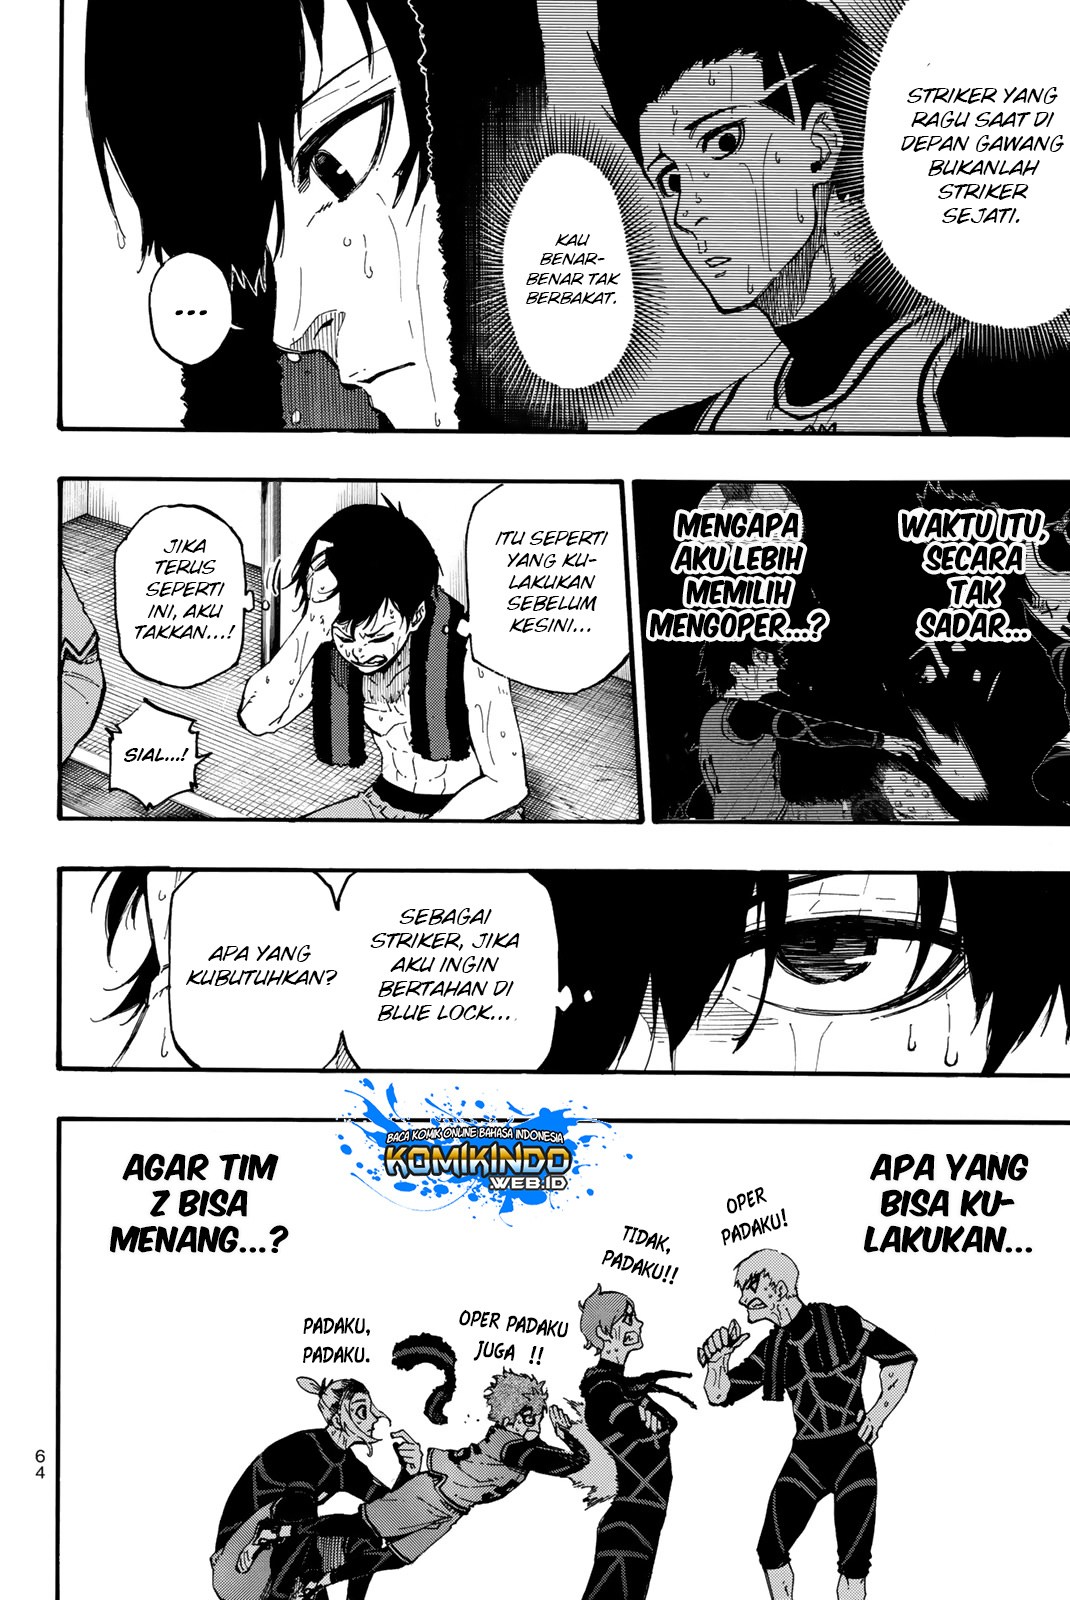 STRIKER YANG
RAGU SAAT DI
DEPAN GAWANG
BUKANLAH
STRIKER
SEJATI.
KAU
BENAR-
BENAR TAK
BERBAKAT.
...
WAKTU ITU,
SECARA
TAK
SADAR...
MENGAPA
AKU LEBIH
MEMILIH
MENGOPER...?
ITU SEPERTI
YANG KU-
LAKUKAN
SEBELUM
KESINI...
JIKA
TERUS
SEPERTI
INI, AKU
TAKKAN...!
SIAL...!
SEBAGAI
STRIKER, JIKA
AKU INGIN
BERTAHAN DI
BLUE LOCK...
APA YANG
KUBUTUHKAN?
BACA KOMIK ONLINE BAHASA INDONESIA
KOMIKINDO
WEB.ID
APA YANG
BISA KU-
LAKUKAN...
AGAR TIM
Z BISA
MENANG...?
OPER
PADAKU!
TIDAK,
PADAKU!!
OPER PADAKU
JUGA !!
PADAKU,
PADAKU.
64